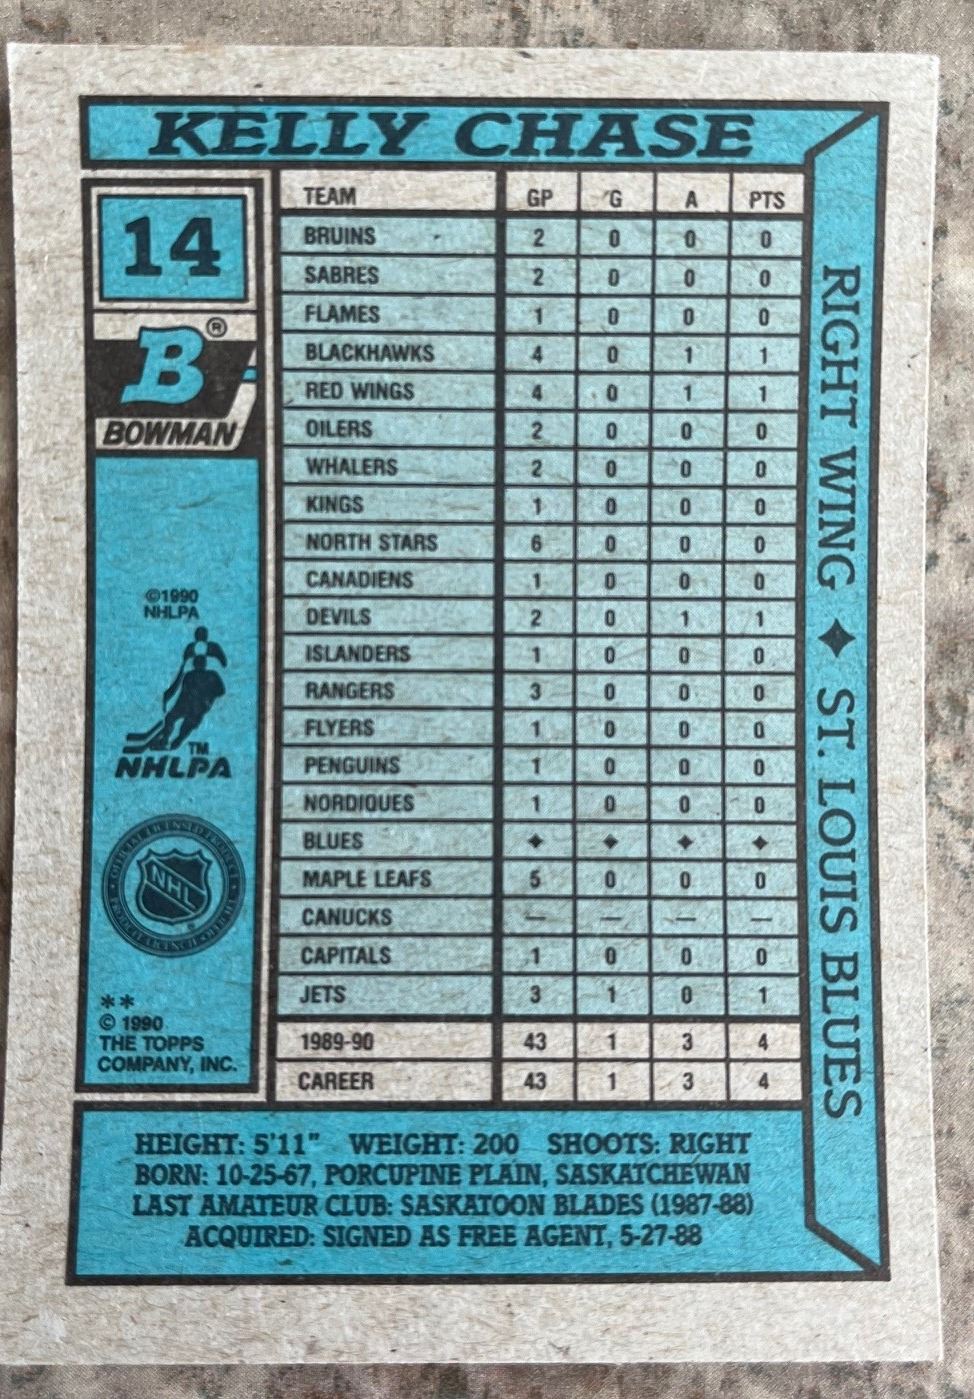 KELLY CHASE
14
B®
BOWMAN
©1990
NHLPA
TM
NHLPA
NHL
**
© 1990
THE TOPPS
COMPANY, INC.
TEAM GP G A PTS
BRUINS 2 0 0 0
SABRES 2 0 0 0
FLAMES 1 0 0 0
BLACKHAWKS 4 0 1 1
RED WINGS 4 0 1 1
OILERS 2 0 0 0
WHALERS 2 0 0 0
KINGS 1 0 0 0
NORTH STARS 6 0 0 0
CANADIENS 1 0 0 0
DEVILS 2 0 1 1
ISLANDERS 1 0 0 0
RANGERS 3 0 0 0
FLYERS 1 0 0 0
PENGUINS 1 0 0 0
NORDIQUES 1 0 0 0
BLUES ✦ ✦ ✦ ✦
MAPLE LEAFS 5 0 0 0
CANUCKS — — — —
CAPITALS 1 0 0 0
JETS 3 1 0 1
1989-90 43 1 3 4
CAREER 43 1 3 4
RIGHT WING ✦ ST. LOUIS BLUES
HEIGHT: 5'11" WEIGHT: 200 SHOOTS: RIGHT
BORN: 10-25-67, PORCUPINE PLAIN, SASKATCHEWAN
LAST AMATEUR CLUB: SASKATOON BLADES (1987-88)
ACQUIRED: SIGNED AS FREE AGENT, 5-27-88